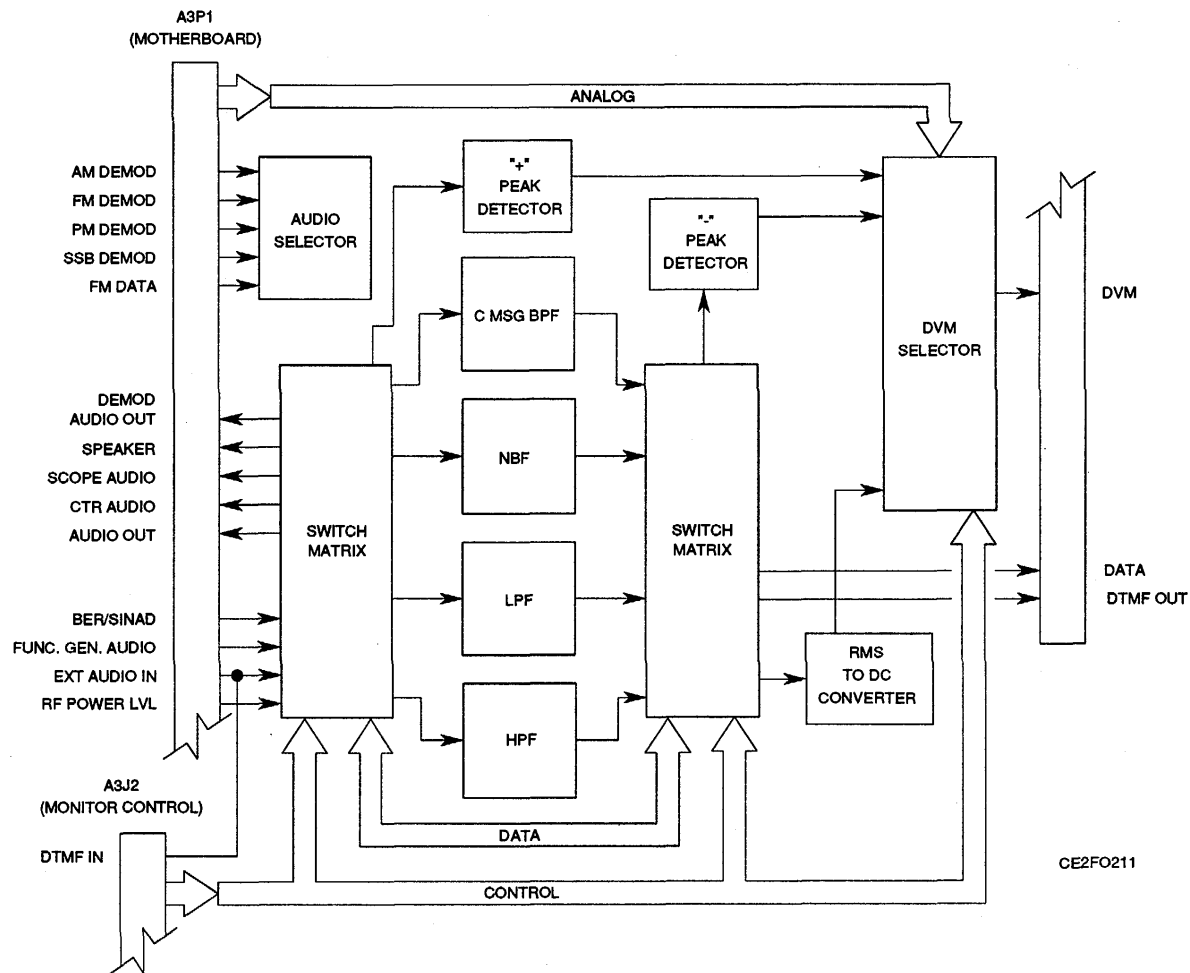 A3P1
(MOTHERBOARD)
ANALOG
AM DEMOD
FM DEMOD
PM DEMOD
SSB DEMOD
FM DATA
AUDIO
SELECTOR
"+"
PEAK
DETECTOR
"-"
PEAK
DETECTOR
C MSG BPF
DVM
SELECTOR
DVM
DEMOD
AUDIO OUT
SPEAKER
SCOPE AUDIO
CTR AUDIO
AUDIO OUT
SWITCH
MATRIX
NBF
SWITCH
MATRIX
LPF
DATA
DTMF OUT
BER/SINAD
FUNC. GEN. AUDIO
EXT AUDIO IN
RF POWER LVL
RMS
TO DC
CONVERTER
HPF
A3J2
(MONITOR CONTROL)
DATA
DTMF IN
CONTROL
CE2FO211